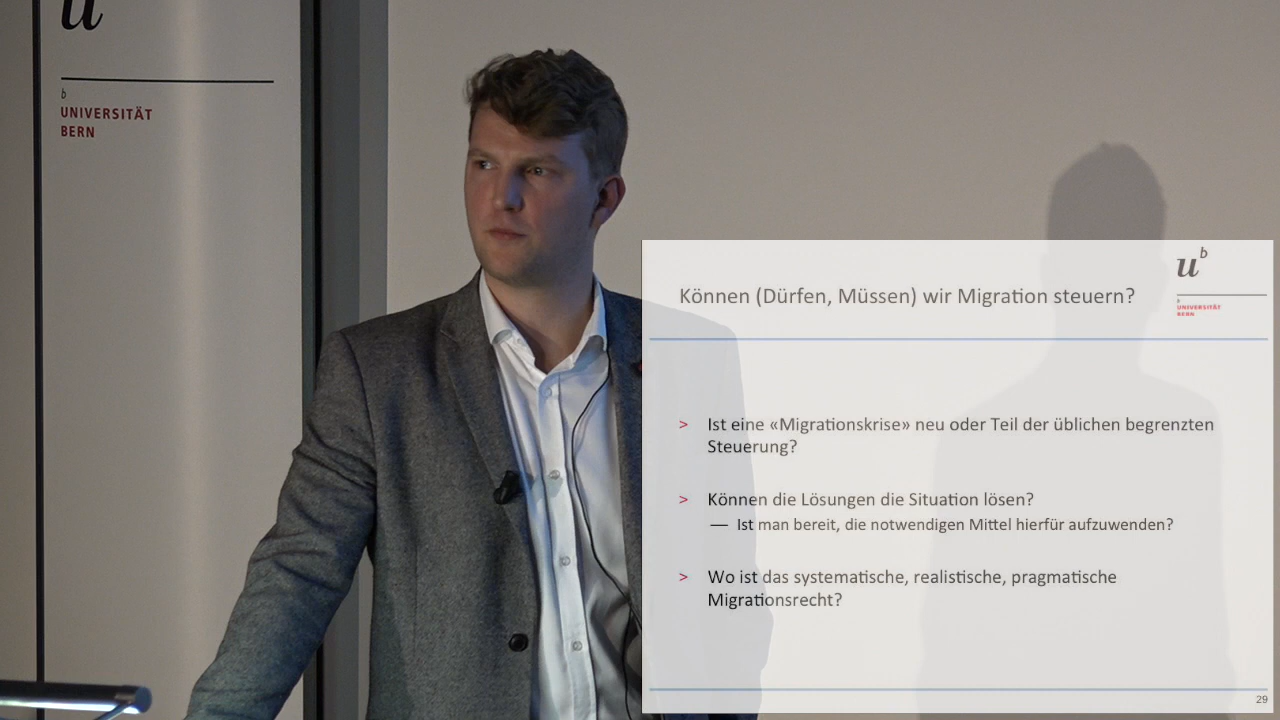 u
b
UNIVERSITÄT
BERN
u b
b
UNIVERSITÄT
BERN
Können (Dürfen, Müssen) wir Migration steuern?
> Ist eine «Migrationskrise» neu oder Teil der üblichen begrenzten
Steuerung?
> Können die Lösungen die Situation lösen?
— Ist man bereit, die notwendigen Mittel hierfür aufzuwenden?
> Wo ist das systematische, realistische, pragmatische
Migrationsrecht?
29